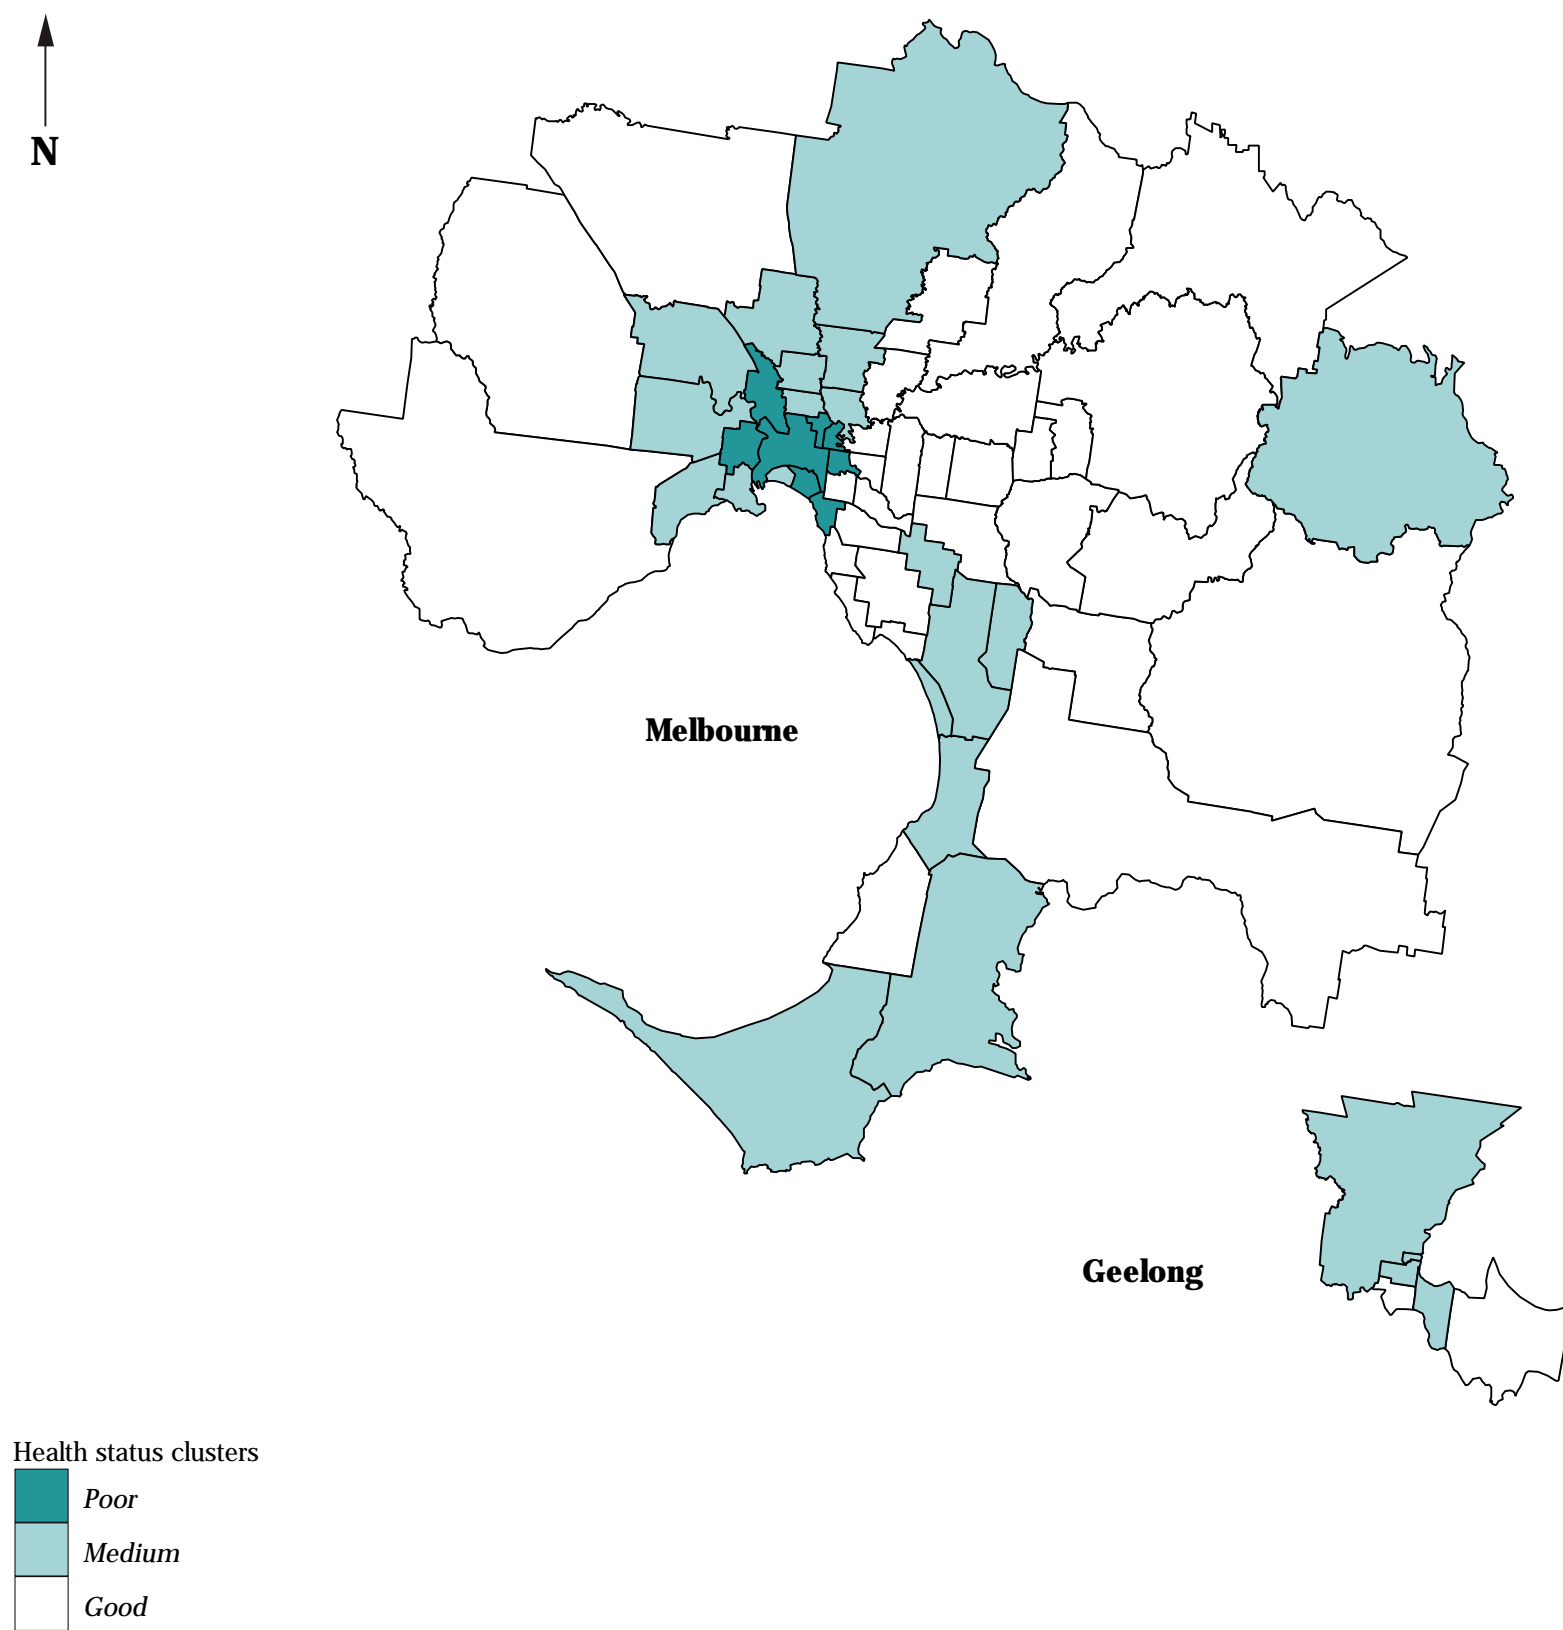 N
Melbourne
Geelong
Health status clusters
Poor
Medium
Good